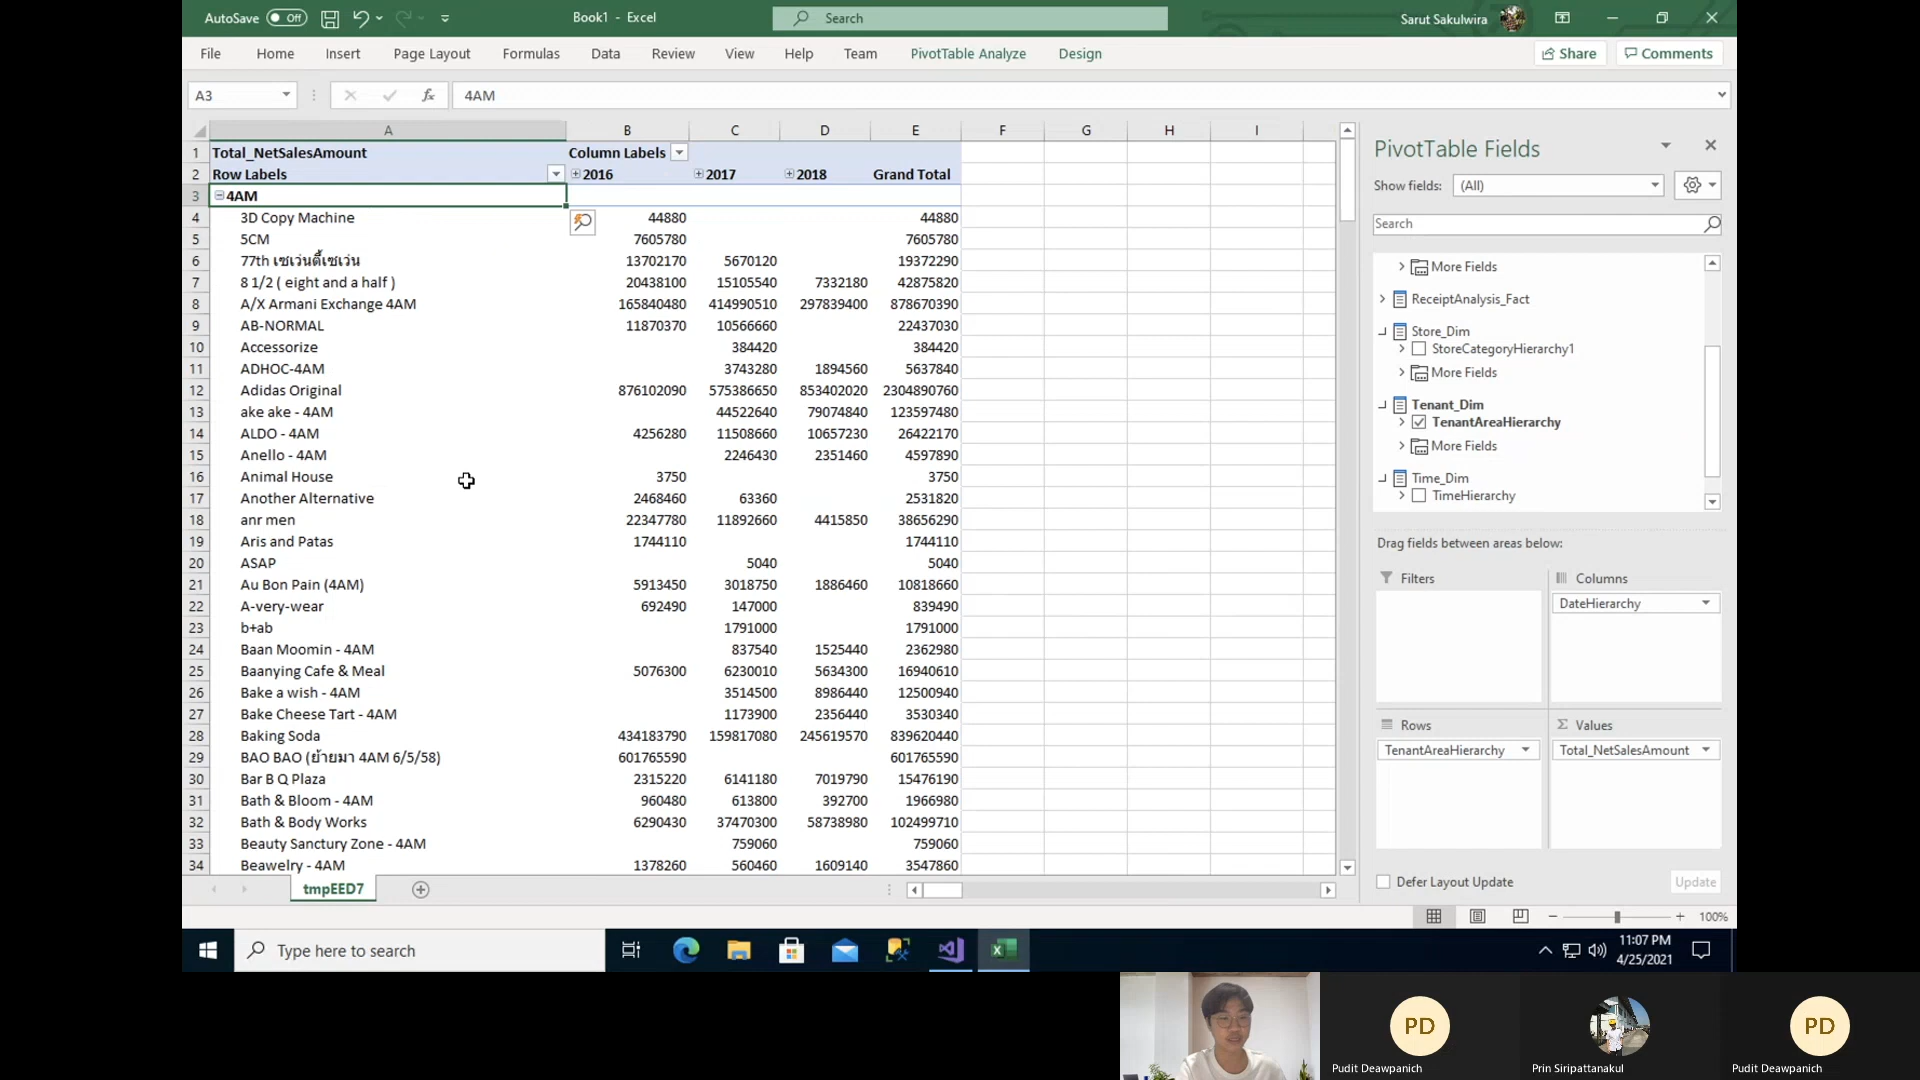 AutoSave Off Book1 - Excel Search Sarut Sakulwira
File Home Insert Page Layout Formulas Data Review View Help Team PivotTable Analyze Design Share Comments
A3 fx 4AM
A B C D E F G H I
1 Total_NetSalesAmount Column Labels
2 Row Labels 2016 2017 2018 Grand Total
3 4AM
4 3D Copy Machine 44880 44880
5 5CM 7605780 7605780
6 77th เซเว่นตี้เซเว่น 13702170 5670120 19372290
7 8 1/2 ( eight and a half ) 20438100 15105540 7332180 42875820
8 A/X Armani Exchange 4AM 165840480 414990510 297839400 878670390
9 AB-NORMAL 11870370 10566660 22437030
10 Accessorize 384420 384420
11 ADHOC-4AM 3743280 1894560 5637840
12 Adidas Original 876102090 575386650 853402020 2304890760
13 ake ake - 4AM 44522640 79074840 123597480
14 ALDO - 4AM 4256280 11508660 10657230 26422170
15 Anello - 4AM 2246430 2351460 4597890
16 Animal House 3750 3750
17 Another Alternative 2468460 63360 2531820
18 anr men 22347780 11892660 4415850 38656290
19 Aris and Patas 1744110 1744110
20 ASAP 5040 5040
21 Au Bon Pain (4AM) 5913450 3018750 1886460 10818660
22 A-very-wear 692490 147000 839490
23 b+ab 1791000 1791000
24 Baan Moomin - 4AM 837540 1525440 2362980
25 Baanying Cafe & Meal 5076300 6230010 5634300 16940610
26 Bake a wish - 4AM 3514500 8986440 12500940
27 Bake Cheese Tart - 4AM 1173900 2356440 3530340
28 Baking Soda 434183790 159817080 245619570 839620440
29 BAO BAO (ย้ายมา 4AM 6/5/58) 601765590 601765590
30 Bar B Q Plaza 2315220 6141180 7019790 15476190
31 Bath & Bloom - 4AM 960480 613800 392700 1966980
32 Bath & Body Works 6290430 37470300 58738980 102499710
33 Beauty Sanctury Zone - 4AM 759060 759060
34 Beawelry - 4AM 1378260 560460 1609140 3547860
tmpEED7
PivotTable Fields
Show fields: (All)
Search
More Fields
ReceiptAnalysis_Fact
Store_Dim
StoreCategoryHierarchy1
More Fields
Tenant_Dim
TenantAreaHierarchy
More Fields
Time_Dim
TimeHierarchy
Drag fields between areas below:
Filters Columns
DateHierarchy
Rows Values
TenantAreaHierarchy Total_NetSalesAmount
Defer Layout Update Update
100%
Type here to search
11:07 PM
4/25/2021
PD PD
Pudit Deawpanich Prin Siripattanakul Pudit Deawpanich